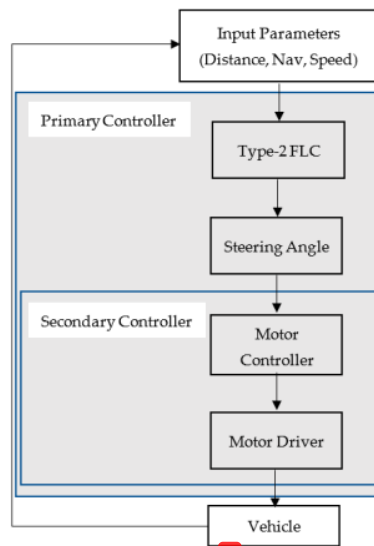 Input Parameters
(Distance, Nav, Speed)
Primary Controller
Type-2 FLC
Steering Angle
Secondary Controller
Motor
Controller
Motor Driver
Vehicle